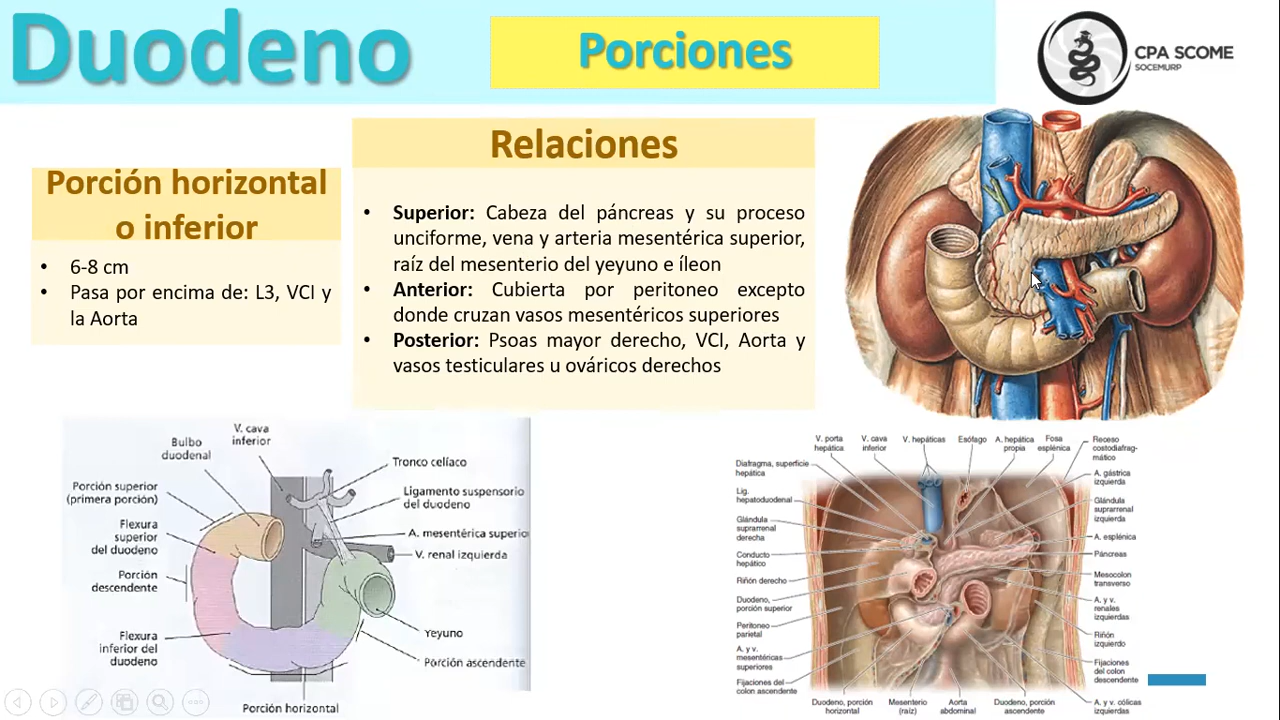 Duodeno
Porciones
CPA SCOME
SOCEMURP
Porción horizontal
o inferior
• 6-8 cm
• Pasa por encima de: L3, VCI y
la Aorta
Relaciones
• Superior: Cabeza del páncreas y su proceso
unciforme, vena y arteria mesentérica superior,
raíz del mesenterio del yeyuno e íleon
• Anterior: Cubierta por peritoneo excepto
donde cruzan vasos mesentéricos superiores
• Posterior: Psoas mayor derecho, VCI, Aorta y
vasos testiculares u ováricos derechos
V. cava
inferior
Bulbo
duodenal
Porción superior
(primera porción)
Flexura
superior
del duodeno
Porción
descendente
Flexura
inferior del
duodeno
Tronco celíaco
Ligamento suspensorio
del duodeno
A. mesentérica superio
V. renal izquierda
Yeyuno
Porción ascendente
Porción horizontal
V. porta
hepática
V. cava
inferior
V. hepáticas
Esófago
A. hepática
propia
Fosa
esplénica
Receso
costodiafrag-
mático
Diafragma, superficie
hepática
Lig.
hepatoduodenal
Glándula
suprarrenal
derecha
Conducto
hepático
Riñón derecho
Duodeno,
porción superior
Peritoneo
parietal
A. y v.
mesentéricas
superiores
Fijaciones del
colon ascendente
A. gástrica
izquierda
Glándula
suprarrenal
izquierda
A. esplénica
Páncreas
Mesocolon
transverso
A. y v.
renales
izquierdas
Riñón
izquierdo
Fijaciones
del colon
descendente
A. y v. cólicas
izquierdas
Duodeno, porción
horizontal
Mesenterio
(raíz)
Aorta
abdominal
Duodeno, porción
ascendente